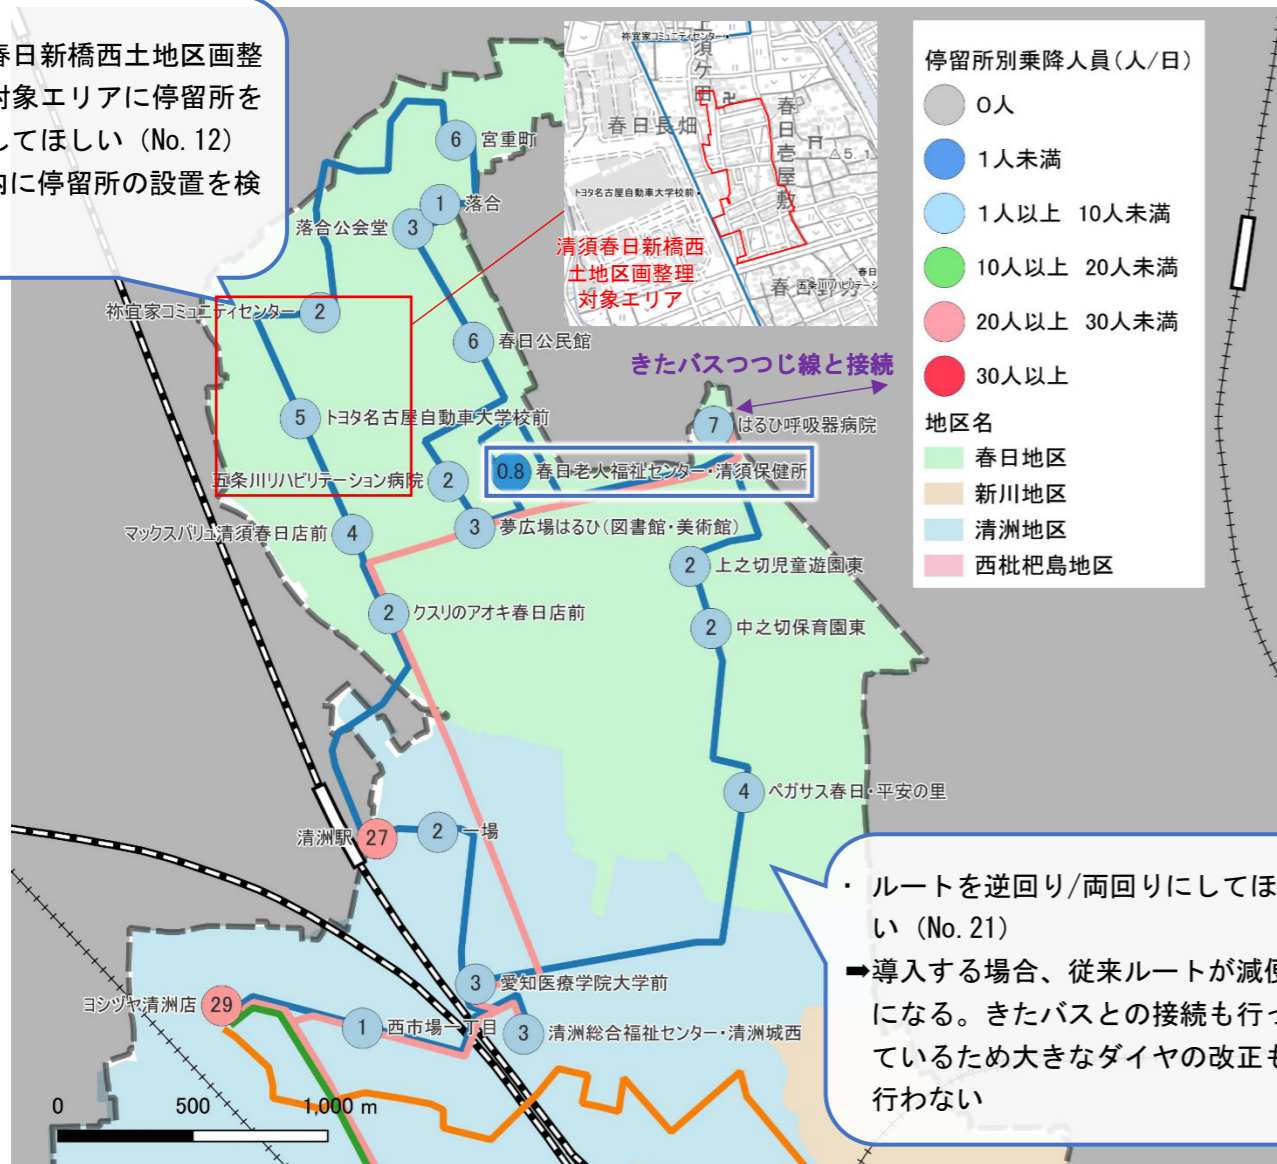 春日新橋西土地区画整
対象エリアに停留所を
してほしい（No.12）
内に停留所の設置を検
祢宜家コミュニティセンター
春日長畑
春日壱屋敷
△5.1
トヨタ名古屋自動車大学校前
清須春日新橋西
土地区画整理
対象エリア
停留所別乗降人員(人/日)
0人
1人未満
1人以上 10人未満
10人以上 20人未満
20人以上 30人未満
30人以上
地区名
春日地区
新川地区
清洲地区
西枇杷島地区
6 宮重町
1 落合
落合公会堂 3
祢宜家コミュニティセンター 2
6 春日公民館
きたバスつつじ線と接続
5 トヨタ名古屋自動車大学校前
7 はるひ呼吸器病院
五条川リハビリテーション病院 2
0.8 春日老人福祉センター・清須保健所
マックスバリュ清須春日店前 4
3 夢広場はるひ(図書館・美術館)
2 上之切児童遊園東
2 クスリのアオキ春日店前
2 中之切保育園東
4 ペガサス春日・平安の里
清洲駅 27
2 一場
3 愛知医療学院大学前
ヨシヅヤ清洲店 29
1 西市場一丁目
3 清洲総合福祉センター・清洲城西
・ ルートを逆回り/両回りにしてほ
い（No.21）
➡導入する場合、従来ルートが減便
になる。きたバスとの接続も行っ
ているため大きなダイヤの改正も
行わない
0 500 1,000 m